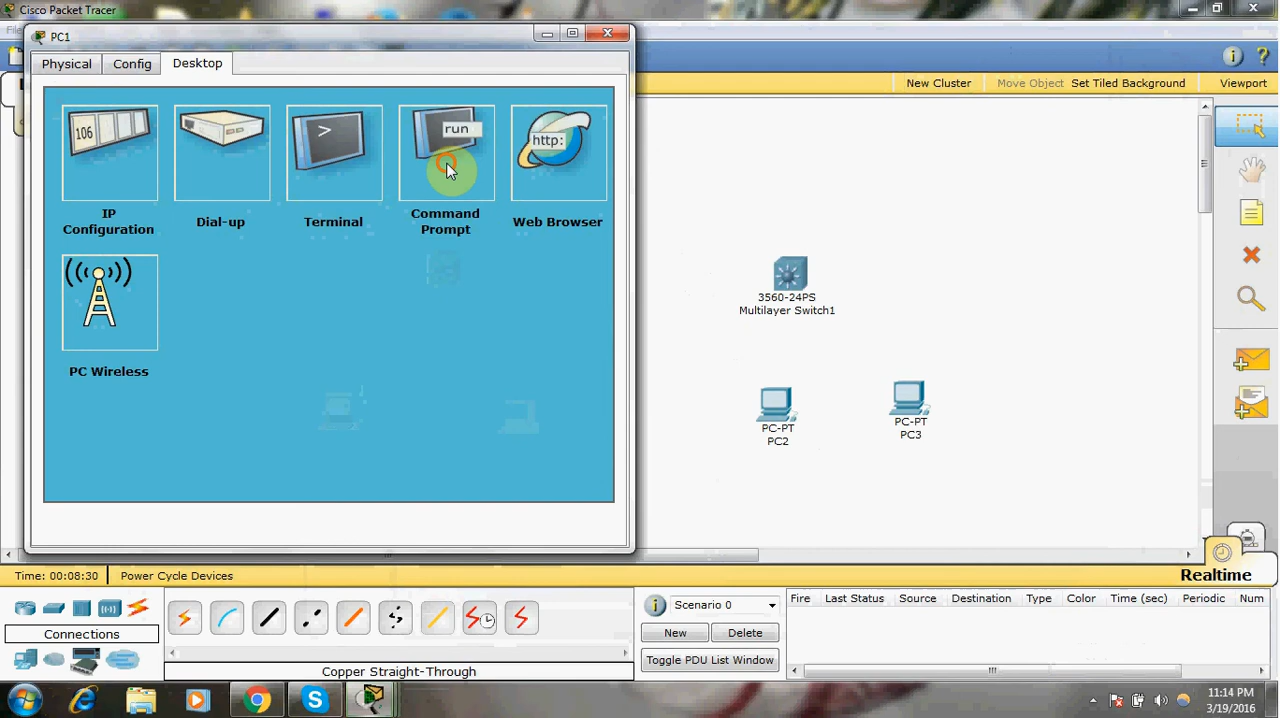 Cisco Packet Tracer
PC1
Physical
Config
Desktop
New Cluster
Move Object
Set Tiled Background
Viewport
106
>
run
http:
IP
Configuration
Dial-up
Terminal
Command
Prompt
Web Browser
PC Wireless
3560-24PS
Multilayer Switch1
PC-PT
PC2
PC-PT
PC3
Time: 00:08:30
Power Cycle Devices
Realtime
Connections
Copper Straight-Through
Scenario 0
New
Delete
Toggle PDU List Window
Fire
Last Status
Source
Destination
Type
Color
Time (sec)
Periodic
Num
11:14 PM
3/19/2016